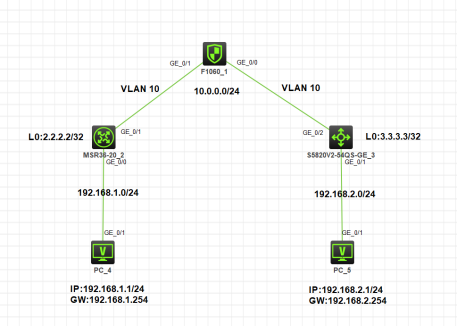 F1060_1
GE_0/1
GE_0/0
VLAN 10
VLAN 10
10.0.0.0/24
L0:2.2.2.2/32
GE_0/1
MSR36-20_2
GE_0/0
GE_0/2
L0:3.3.3.3/32
S5820V2-54QS-GE_3
GE_0/1
192.168.1.0/24
192.168.2.0/24
GE_0/1
PC_4
GE_0/1
PC_5
IP:192.168.1.1/24
GW:192.168.1.254
IP:192.168.2.1/24
GW:192.168.2.254